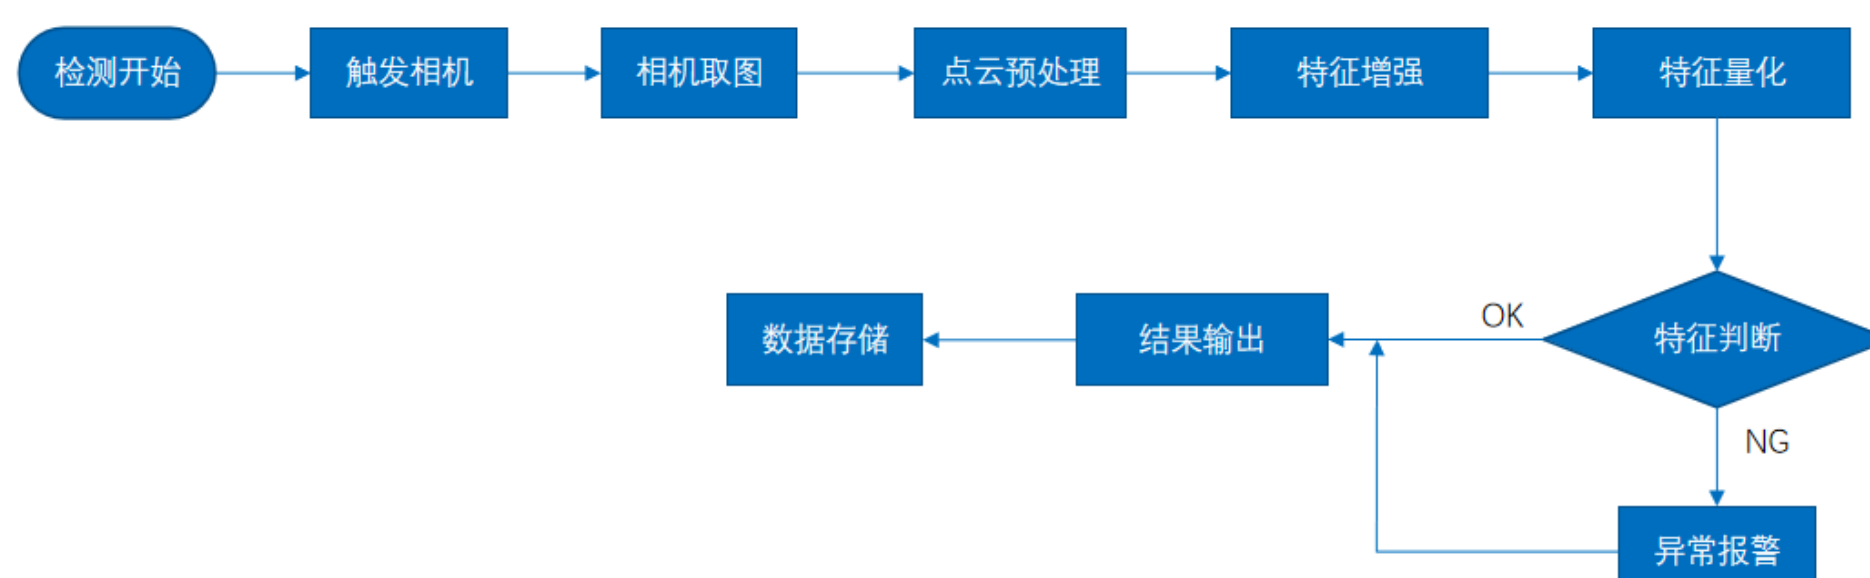 检测开始
触发相机
相机取图
点云预处理
特征增强
特征量化
数据存储
结果输出
OK
特征判断
NG
异常报警